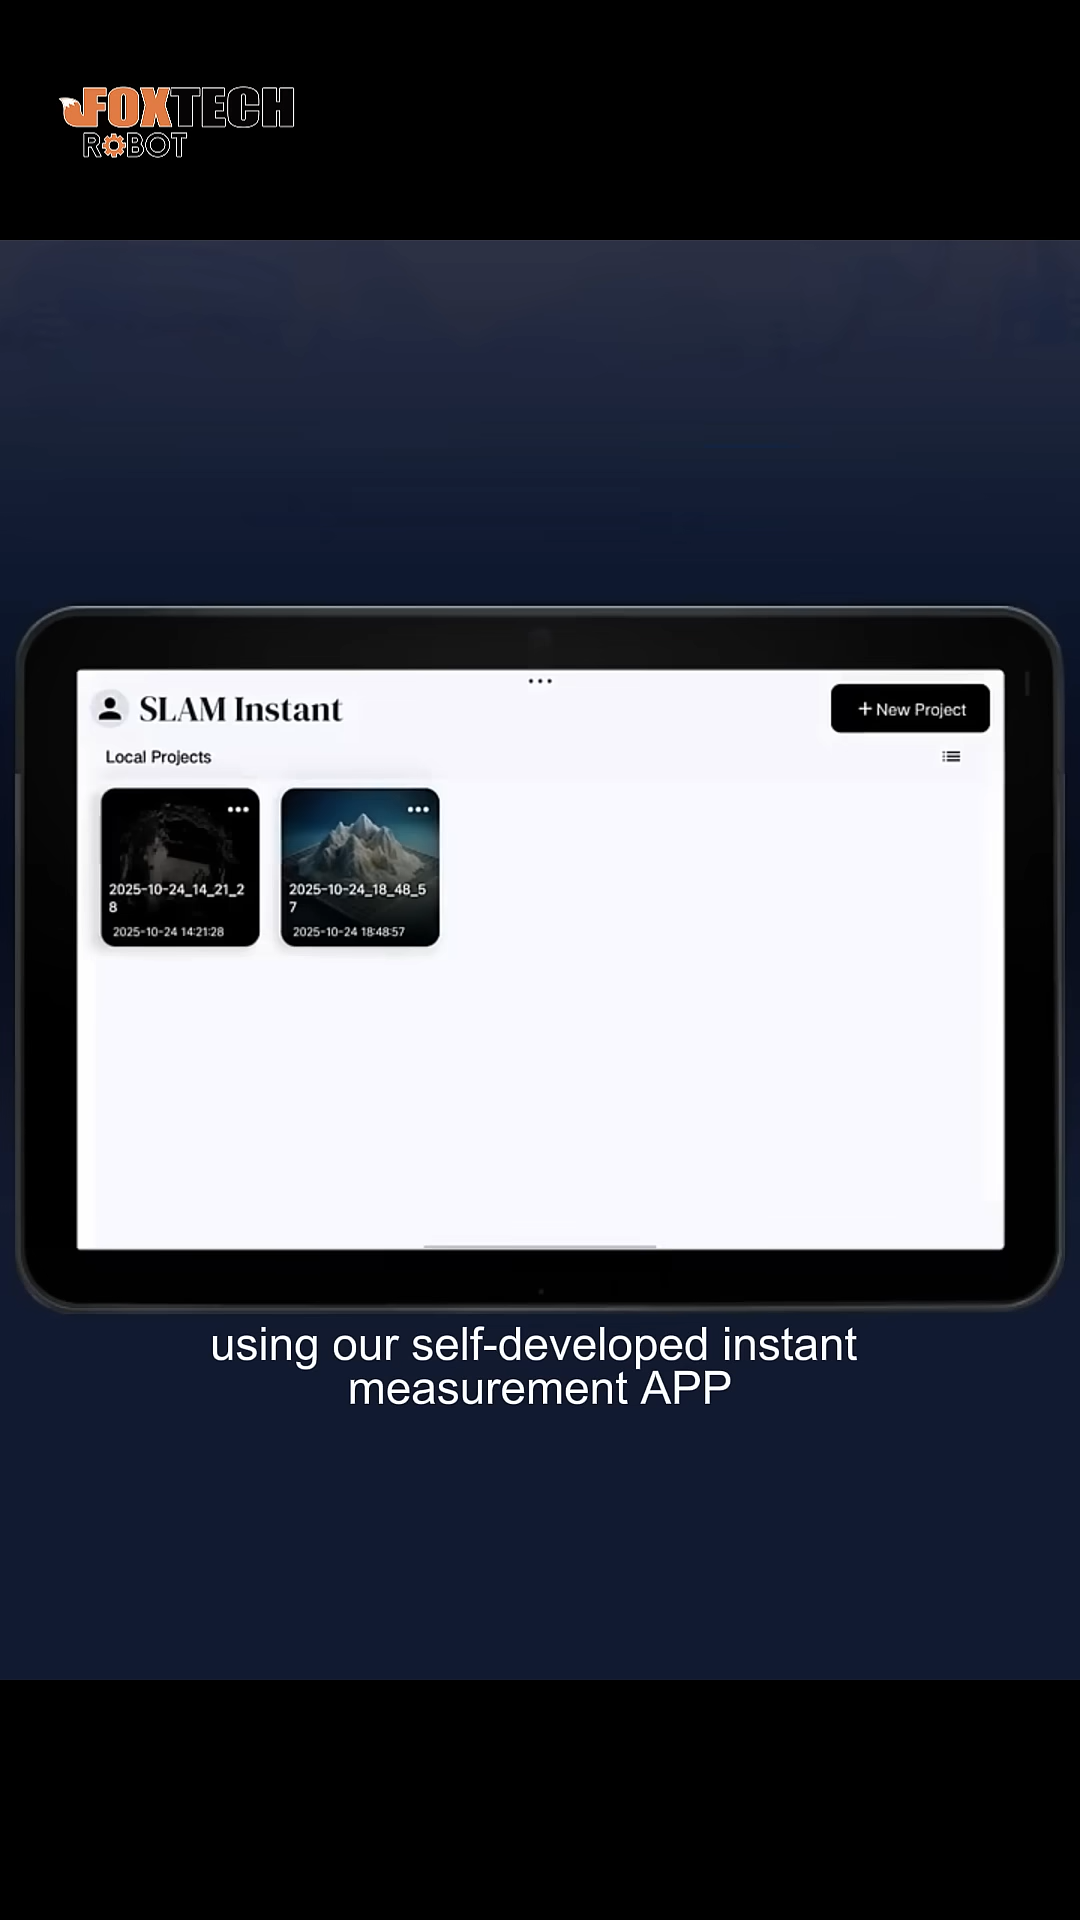 FOXTECH
ROBOT
SLAM Instant
+ New Project
Local Projects
2025-10-24_14_21_2
8
2025-10-24 14:21:28
2025-10-24_18_48_5
7
2025-10-24 18:48:57
using our self-developed instant
measurement APP